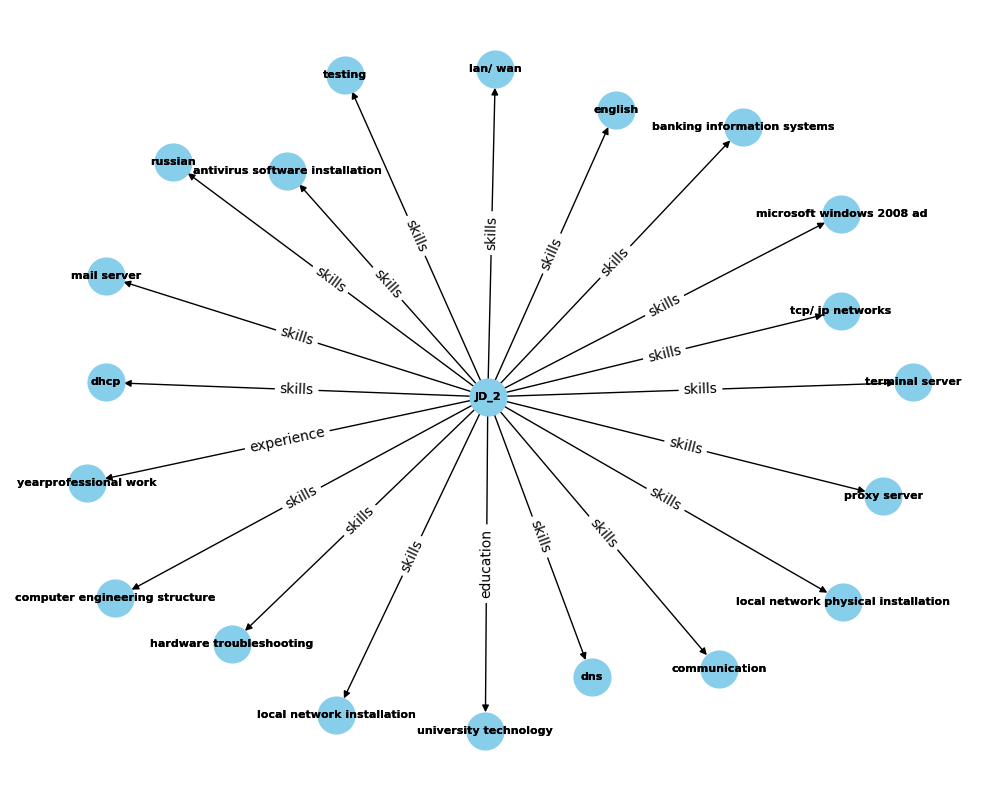 lan/ wan
testing
english
banking information systems
russian
antivirus software installation
microsoft windows 2008 ad
skills
skills
skills
skills
skills
skills
mail server
skills
tcp/ ip networks
skills
skills
dhcp
skills
skills
terminal server
JD_2
experience
skills
yearprofessional work
skills
skills
proxy server
skills
skills
skills
skills
education
computer engineering structure
local network physical installation
hardware troubleshooting
communication
dns
local network installation
university technology